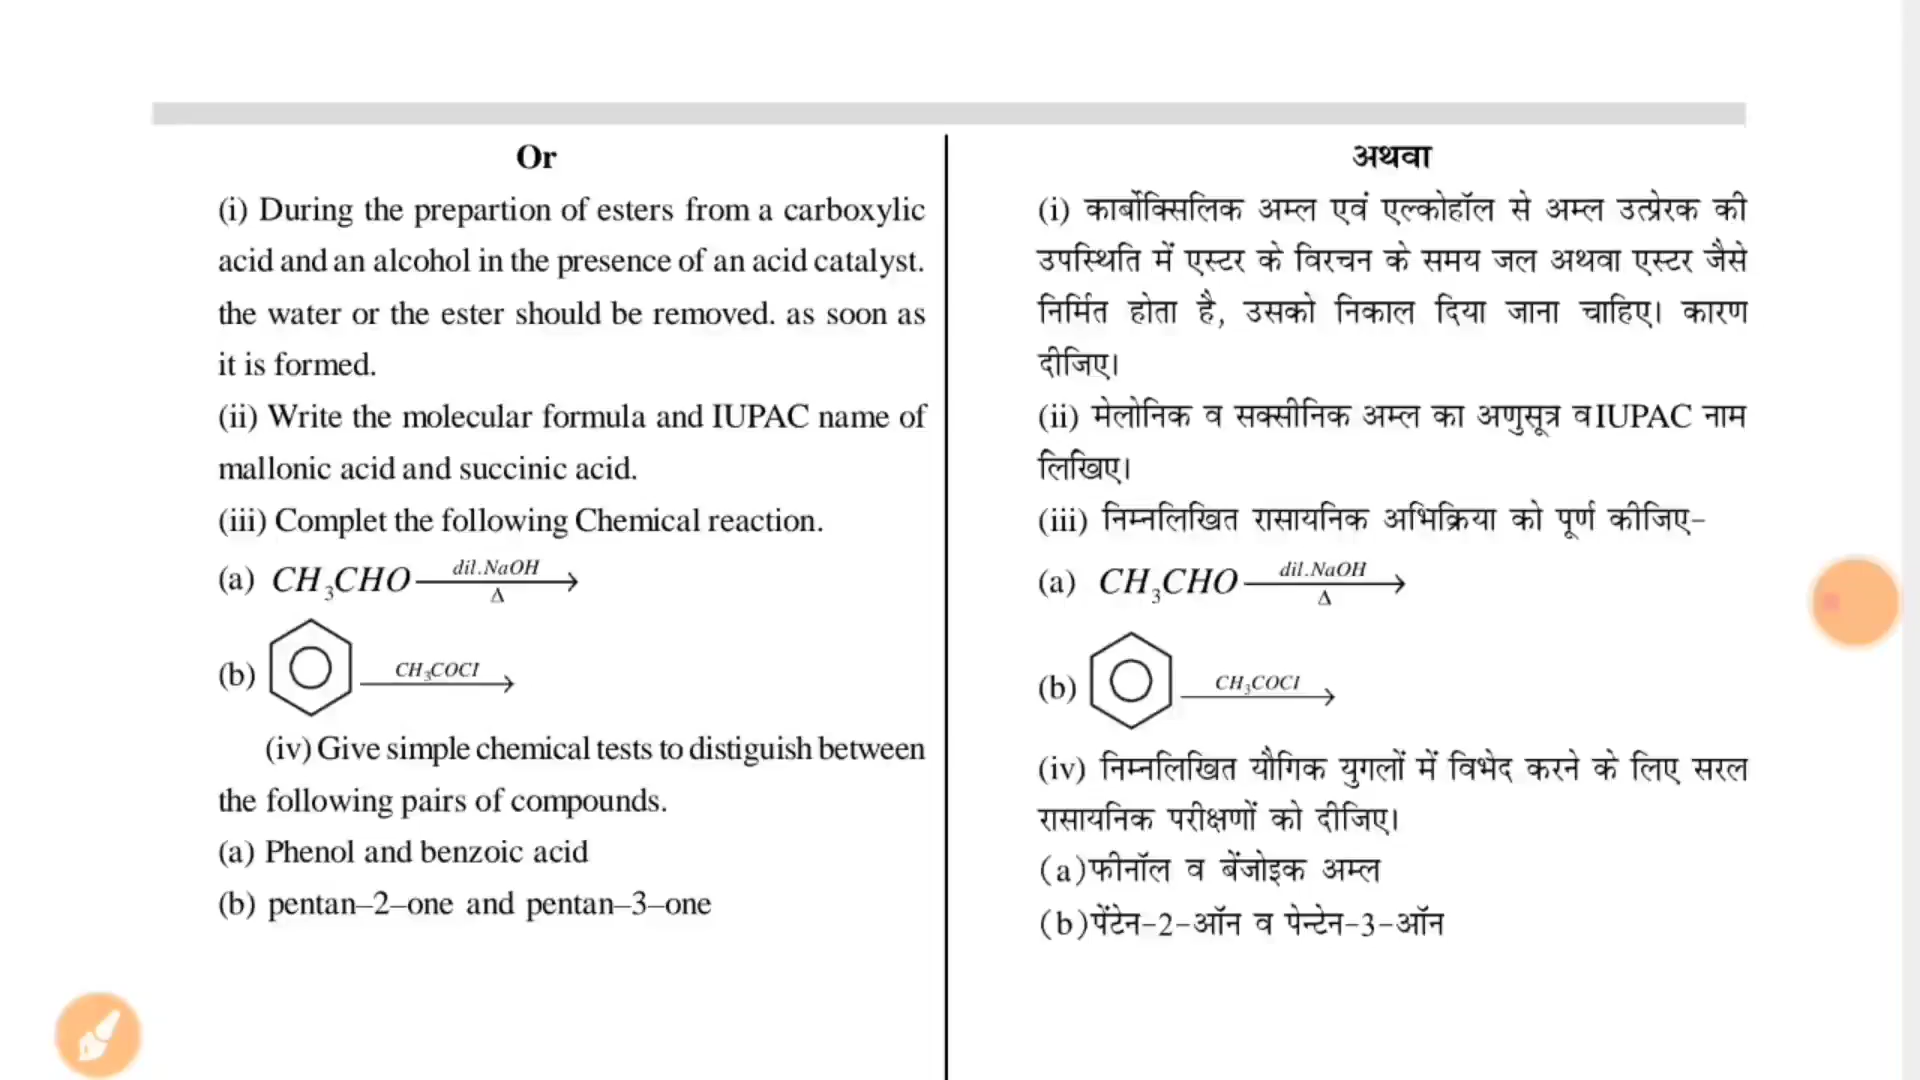 Or
(i) During the prepartion of esters from a carboxylic
acid and an alcohol in the presence of an acid catalyst.
the water or the ester should be removed. as soon as
it is formed.
(ii) Write the molecular formula and IUPAC name of
mallonic acid and succinic acid.
(iii) Complet the following Chemical reaction.
(a) CH₃CHO dil.NaOH Δ →
(b) CH₃COCl →
(iv) Give simple chemical tests to distiguish between
the following pairs of compounds.
(a) Phenol and benzoic acid
(b) pentan–2–one and pentan–3–one
अथवा
(i) कार्बोक्सिलिक अम्ल एवं एल्कोहॉल से अम्ल उत्प्रेरक की
उपस्थिति में एस्टर के विरचन के समय जल अथवा एस्टर जैसे
निर्मित होता है, उसको निकाल दिया जाना चाहिए। कारण
दीजिए।
(ii) मेलोनिक व सक्सीनिक अम्ल का अणुसूत्र व IUPAC नाम
लिखिए।
(iii) निम्नलिखित रासायनिक अभिक्रिया को पूर्ण कीजिए-
(a) CH₃CHO dil.NaOH Δ →
(b) CH₃COCl →
(iv) निम्नलिखित यौगिक युगलों में विभेद करने के लिए सरल
रासायनिक परीक्षणों को दीजिए।
(a)फीनॉल व बेंजोइक अम्ल
(b)पेंटेन-2-ऑन व पेन्टेन-3-ऑन